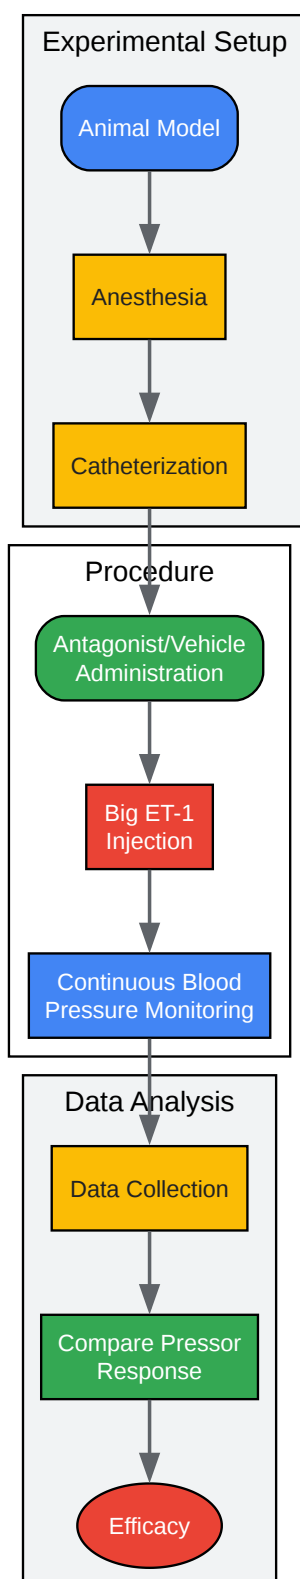 Experimental Setup
Animal Model
Anesthesia
Catheterization
Procedure
Antagonist/Vehicle
Administration
Big ET-1
Injection
Continuous Blood
Pressure Monitoring
Data Analysis
Data Collection
Compare Pressor
Response
Efficacy